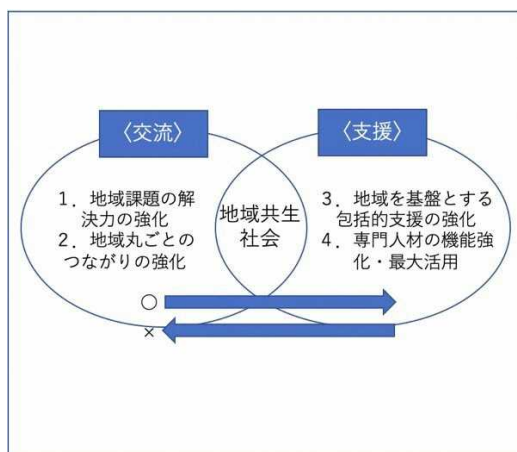 〈交流〉
〈支援〉
1．地域課題の解
決力の強化
2．地域丸ごとの
つながりの強化
地域共生
社会
3．地域を基盤とする
包括的支援の強化
4．専門人材の機能強
化・最大活用
○
×